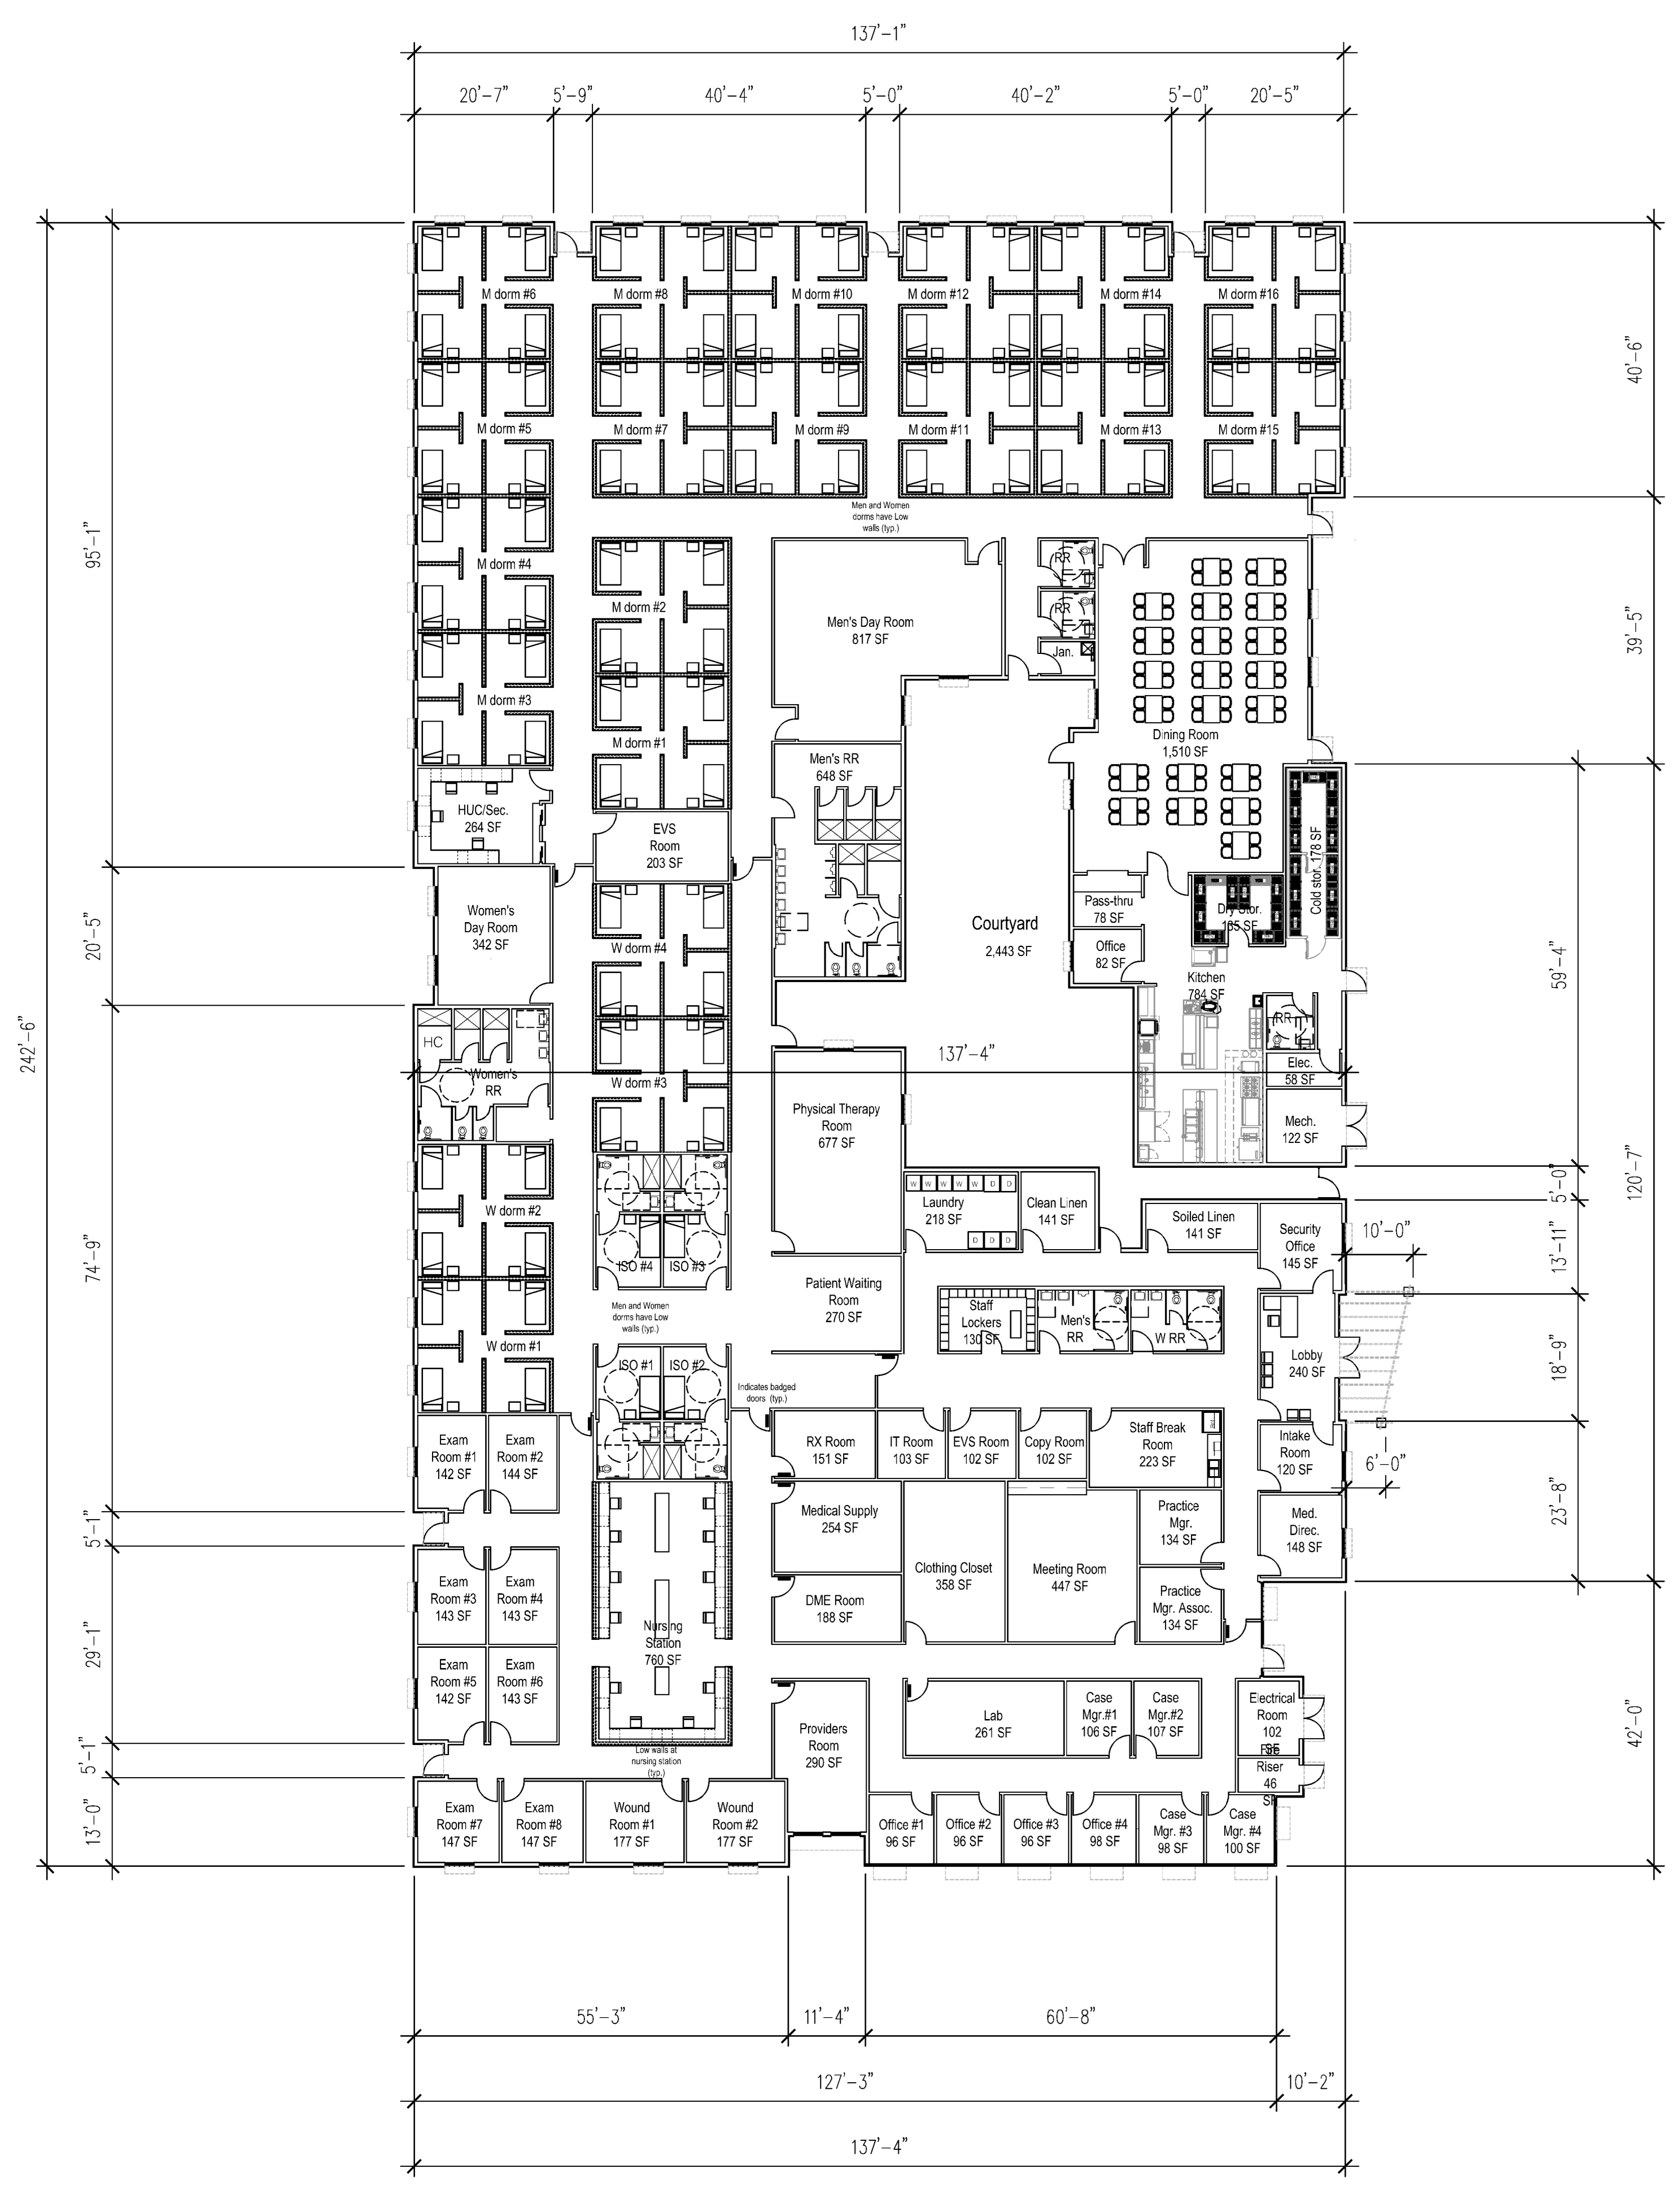 137'-1"
20'-7"
5'-9"
40'-4"
5'-0"
40'-2"
5'-0"
20'-5"
M dorm #6
M dorm #8
M dorm #10
M dorm #12
M dorm #14
M dorm #16
M dorm #5
M dorm #7
M dorm #9
M dorm #11
M dorm #13
M dorm #15
40'-6"
95'-1"
Men and Women
dorms have Low
walls (typ.)
M dorm #4
M dorm #2
RR
RR
Jan.
Men's Day Room
817 SF
39'-5"
M dorm #3
M dorm #1
Dining Room
1,510 SF
Men's RR
648 SF
HUC/Sec.
264 SF
EVS
Room
203 SF
Cold stor. 178 SF
Pass-thru
78 SF
Dry Stor.
135 SF
Women's
Day Room
342 SF
20'-5"
W dorm #4
Courtyard
2,443 SF
Office
82 SF
Kitchen
784 SF
59'-4"
242'-6"
HC
Women's
RR
W dorm #3
137'-4"
RR
Elec.
58 SF
Mech.
122 SF
Physical Therapy
Room
677 SF
120'-7"
5'-0"
W W W W W D D
Laundry
218 SF
D D D
Clean Linen
141 SF
Soiled Linen
141 SF
Security
Office
145 SF
10'-0"
13'-11"
W dorm #2
74'-9"
ISO #4
ISO #3
Patient Waiting
Room
270 SF
Men and Women
dorms have Low
walls (typ.)
Staff
Lockers
130 SF
Men's
RR
W RR
W dorm #1
ISO #1
ISO #2
Lobby
240 SF
18'-9"
Indicates badged
doors (typ.)
Exam
Room #1
142 SF
Exam
Room #2
144 SF
RX Room
151 SF
IT Room
103 SF
EVS Room
102 SF
Copy Room
102 SF
Staff Break
Room
223 SF
Intake
Room
120 SF
6'-0"
23'-8"
Medical Supply
254 SF
Practice
Mgr.
134 SF
Med.
Direc.
148 SF
5'-1"
Exam
Room #3
143 SF
Exam
Room #4
143 SF
DME Room
188 SF
Clothing Closet
358 SF
Meeting Room
447 SF
Practice
Mgr. Assoc.
134 SF
Nursing
Station
760 SF
29'-1"
Exam
Room #5
142 SF
Exam
Room #6
143 SF
Providers
Room
290 SF
Lab
261 SF
Case
Mgr.#1
106 SF
Case
Mgr.#2
107 SF
Electrical
Room
102
SF
Fire
Riser
46
SF
42'-0"
5'-1"
Low walls at
nursing station
(typ.)
13'-0"
Exam
Room #7
147 SF
Exam
Room #8
147 SF
Wound
Room #1
177 SF
Wound
Room #2
177 SF
Office #1
96 SF
Office #2
96 SF
Office #3
96 SF
Office #4
98 SF
Case
Mgr. #3
98 SF
Case
Mgr. #4
100 SF
55'-3"
11'-4"
60'-8"
127'-3"
10'-2"
137'-4"